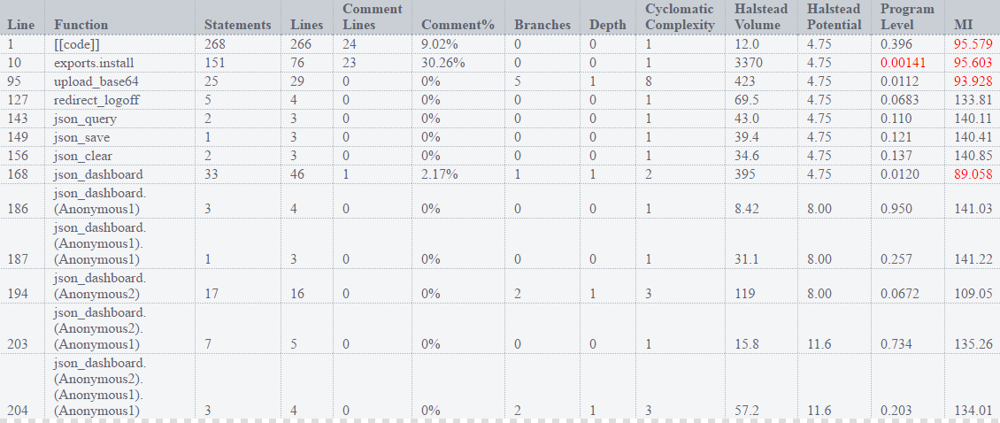 Line Function Statements Lines Comment Lines Comment% Branches Depth Cyclomatic Complexity Halstead Volume Halstead Potential Program Level MI
1 [[code]] 268 266 24 9.02% 0 0 1 12.0 4.75 0.396 95.579
10 exports.install 151 76 23 30.26% 0 0 1 3370 4.75 0.00141 95.603
95 upload_base64 25 29 0 0% 5 1 8 423 4.75 0.0112 93.928
127 redirect_logoff 5 4 0 0% 0 0 1 69.5 4.75 0.0683 133.81
143 json_query 2 3 0 0% 0 0 1 43.0 4.75 0.110 140.11
149 json_save 1 3 0 0% 0 0 1 39.4 4.75 0.121 140.41
156 json_clear 2 3 0 0% 0 0 1 34.6 4.75 0.137 140.85
168 json_dashboard 33 46 1 2.17% 1 1 2 395 4.75 0.0120 89.058
json_dashboard.
186 (Anonymous1) 3 4 0 0% 0 0 1 8.42 8.00 0.950 141.03
json_dashboard.
(Anonymous1).
187 (Anonymous1) 1 3 0 0% 0 0 1 31.1 8.00 0.257 141.22
json_dashboard.
194 (Anonymous2) 17 16 0 0% 2 1 3 119 8.00 0.0672 109.05
json_dashboard.
(Anonymous2).
203 (Anonymous1) 7 5 0 0% 0 0 1 15.8 11.6 0.734 135.26
json_dashboard.
(Anonymous2).
(Anonymous1).
204 (Anonymous1) 3 4 0 0% 2 1 3 57.2 11.6 0.203 134.01